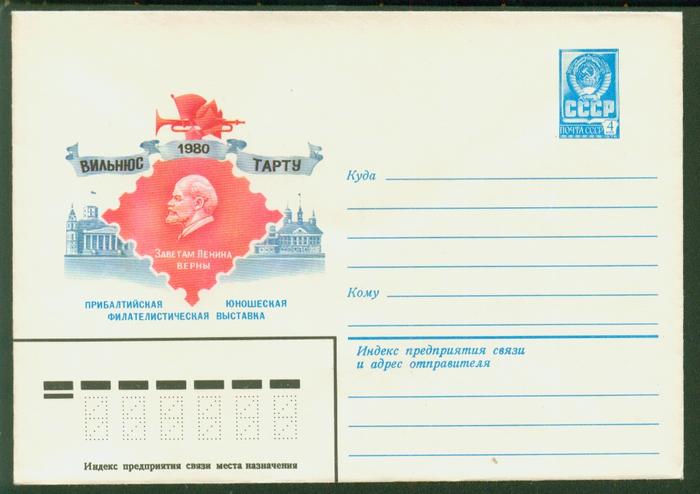 СССР
ПОЧТА СССР 4
ВИЛЬНЮС 1980 ТАРТУ
ЗАВЕТАМ ЛЕНИНА
ВЕРНЫ
ПРИБАЛТИЙСКАЯ ЮНОШЕСКАЯ
ФИЛАТЕЛИСТИЧЕСКАЯ ВЫСТАВКА
Куда
Кому
Индекс предприятия связи
и адрес отправителя
Индекс предприятия связи места назначения